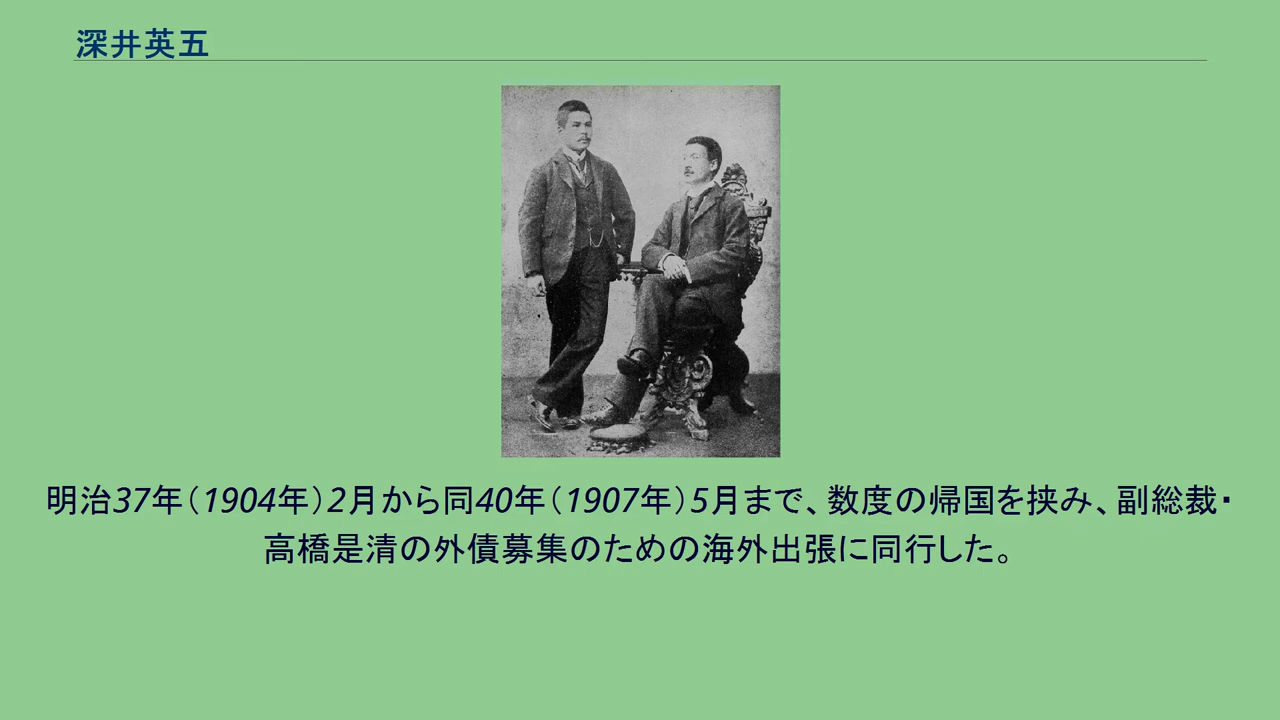 深井英五
明治37年（1904年）2月から同40年（1907年）5月まで、数度の帰国を挟み、副総裁・
高橋是清の外債募集のための海外出張に同行した。